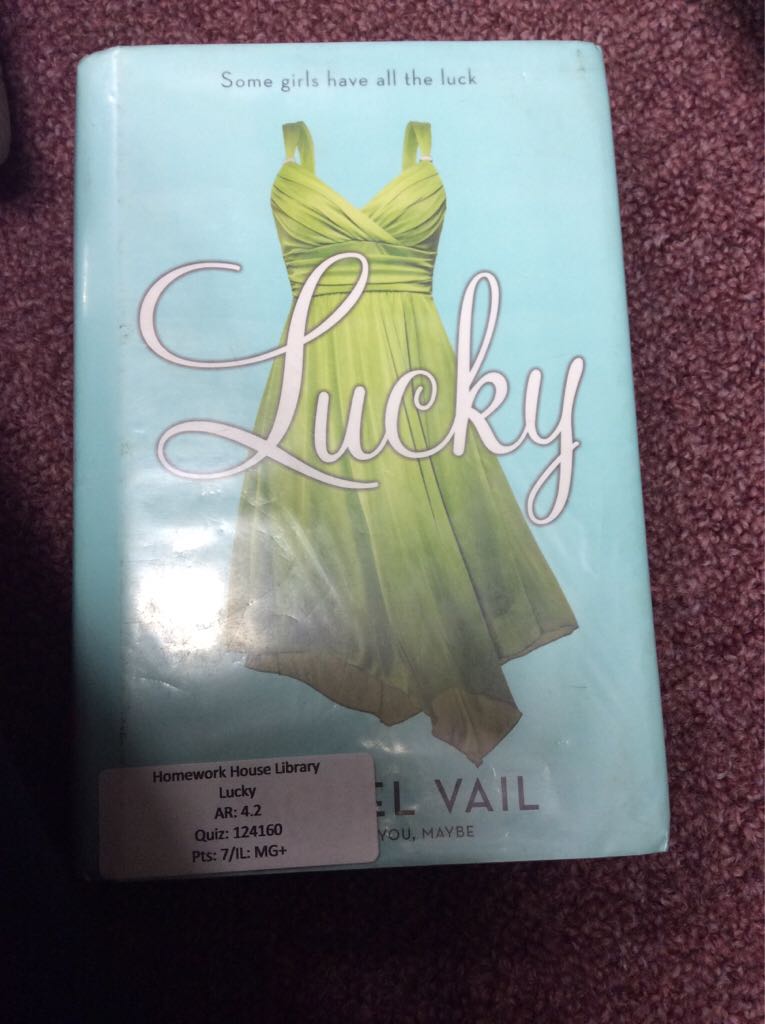 Some girls have all the luck
Lucky
EL VAIL
YOU, MAYBE
Homework House Library
Lucky
AR: 4.2
Quiz: 124160
Pts: 7/IL: MG+